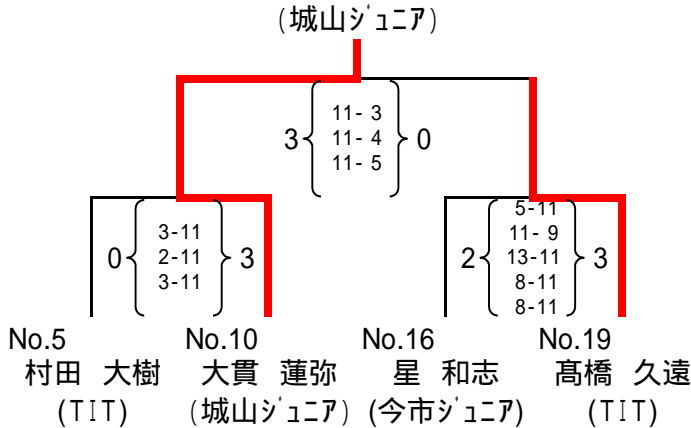 (城山ｼﾞｭﾆｱ)
3 11- 3 0
11- 4
11- 5
0 3-11 3
2-11
3-11
2 5-11 3
11- 9
13-11
8-11
8-11
No.5 No.10 No.16 No.19
村田 大樹 大貫 蓮弥 星 和志 髙橋 久遠
(TIT) (城山ｼﾞｭﾆｱ) (今市ｼﾞｭﾆｱ) (TIT)